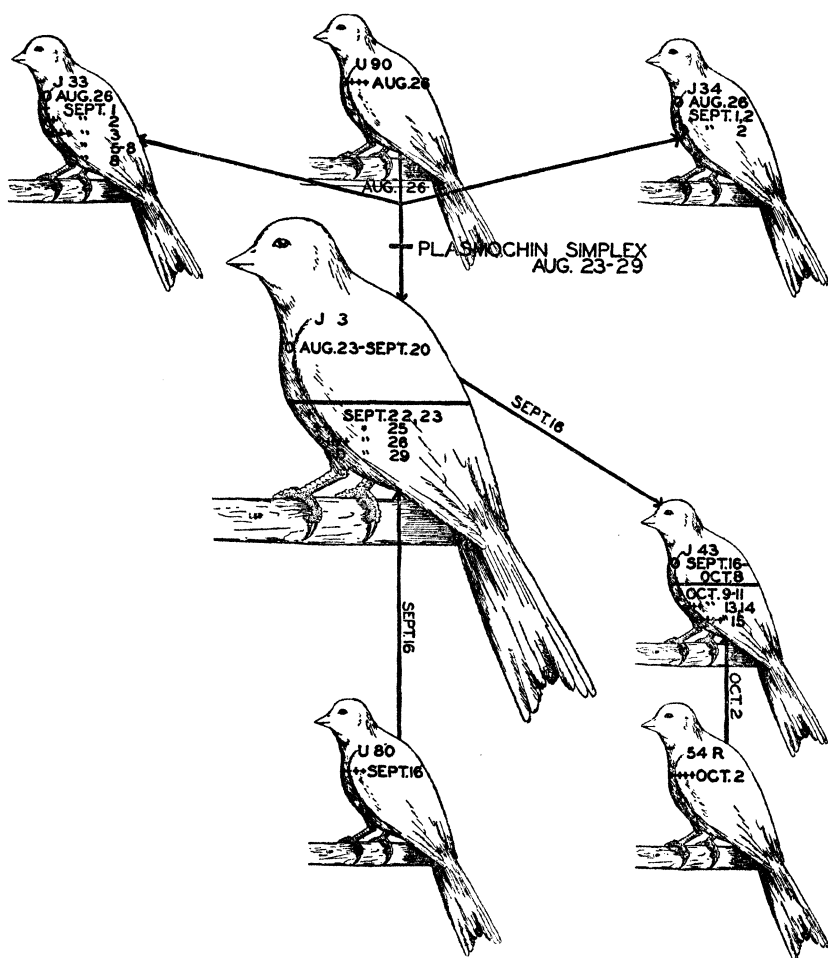 J 33
O AUG. 26
SEPT. 1
" 2
" 3
" 5-8
" 8
U 90
++++ AUG. 26
J 34
O AUG. 26
SEPT. 1, 2
" 2
AUG. 26
PLASMOCHIN SIMPLEX
AUG. 23-29
J 3
O AUG. 23-SEPT. 20
SEPT. 22, 23
" 25
" 28
" 29
SEPT. 16
J 43
O SEPT. 16-
OCT. 8
OCT. 9-11
" 13,14
" 15
SEPT. 16
OCT. 2
U 80
++++ SEPT. 16
54 R
++++ OCT. 2